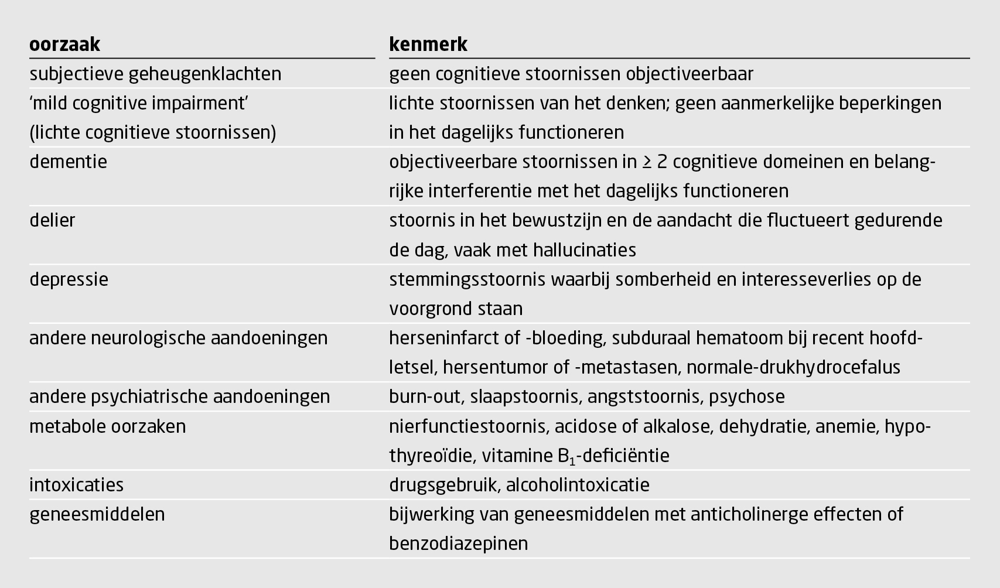 oorzaak kenmerk
subjectieve geheugenklachten geen cognitieve stoornissen objectiveerbaar
‘mild cognitive impairment’ lichte stoornissen van het denken; geen aanmerkelijke beperkingen
(lichte cognitieve stoornissen) in het dagelijks functioneren
dementie objectiveerbare stoornissen in ≥ 2 cognitieve domeinen en belang-
rijke interferentie met het dagelijks functioneren
delier stoornis in het bewustzijn en de aandacht die fluctueert gedurende
de dag, vaak met hallucinaties
depressie stemmingsstoornis waarbij somberheid en interesseverlies op de
voorgrond staan
andere neurologische aandoeningen herseninfarct of -bloeding, subduraal hematoom bij recent hoofd-
letsel, hersentumor of -metastasen, normale-drukhydrocefalus
andere psychiatrische aandoeningen burn-out, slaapstoornis, angststoornis, psychose
metabole oorzaken nierfunctiestoornis, acidose of alkalose, dehydratie, anemie, hypo-
thyreoïdie, vitamine B₁-deficiëntie
intoxicaties drugsgebruik, alcoholintoxicatie
geneesmiddelen bijwerking van geneesmiddelen met anticholinerge effecten of
benzodiazepinen